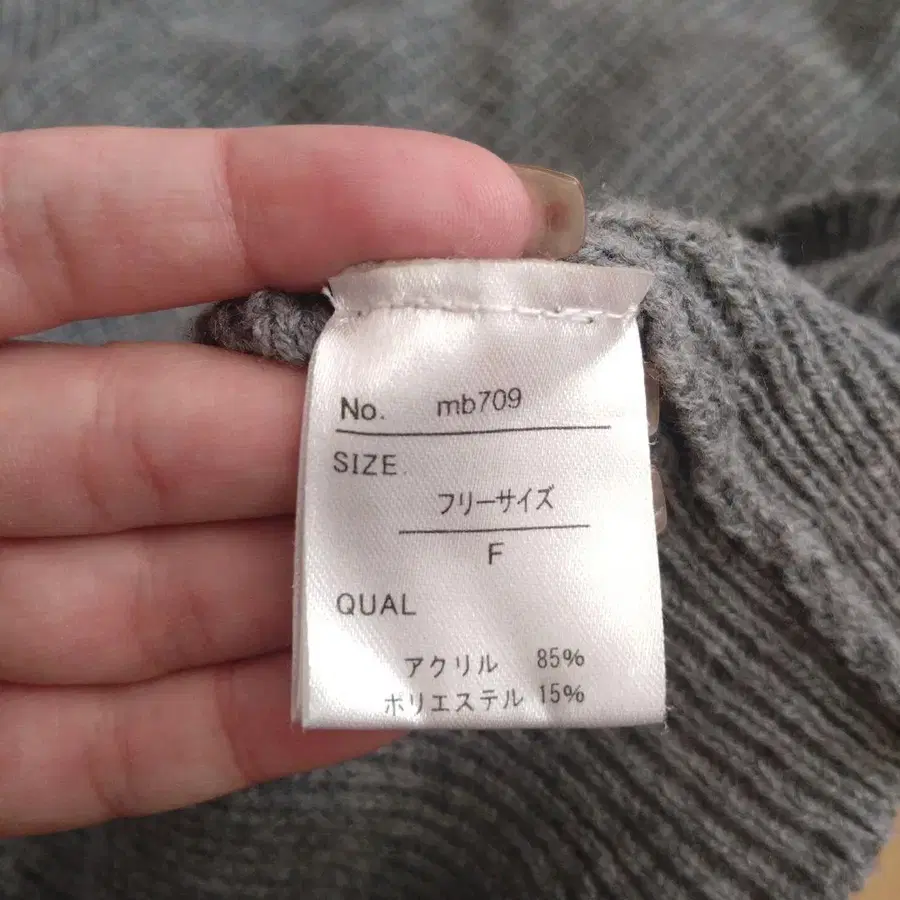 No. mb709
SIZE
フリーサイズ
F
QUAL
アクリル 85%
ポリエステル 15%